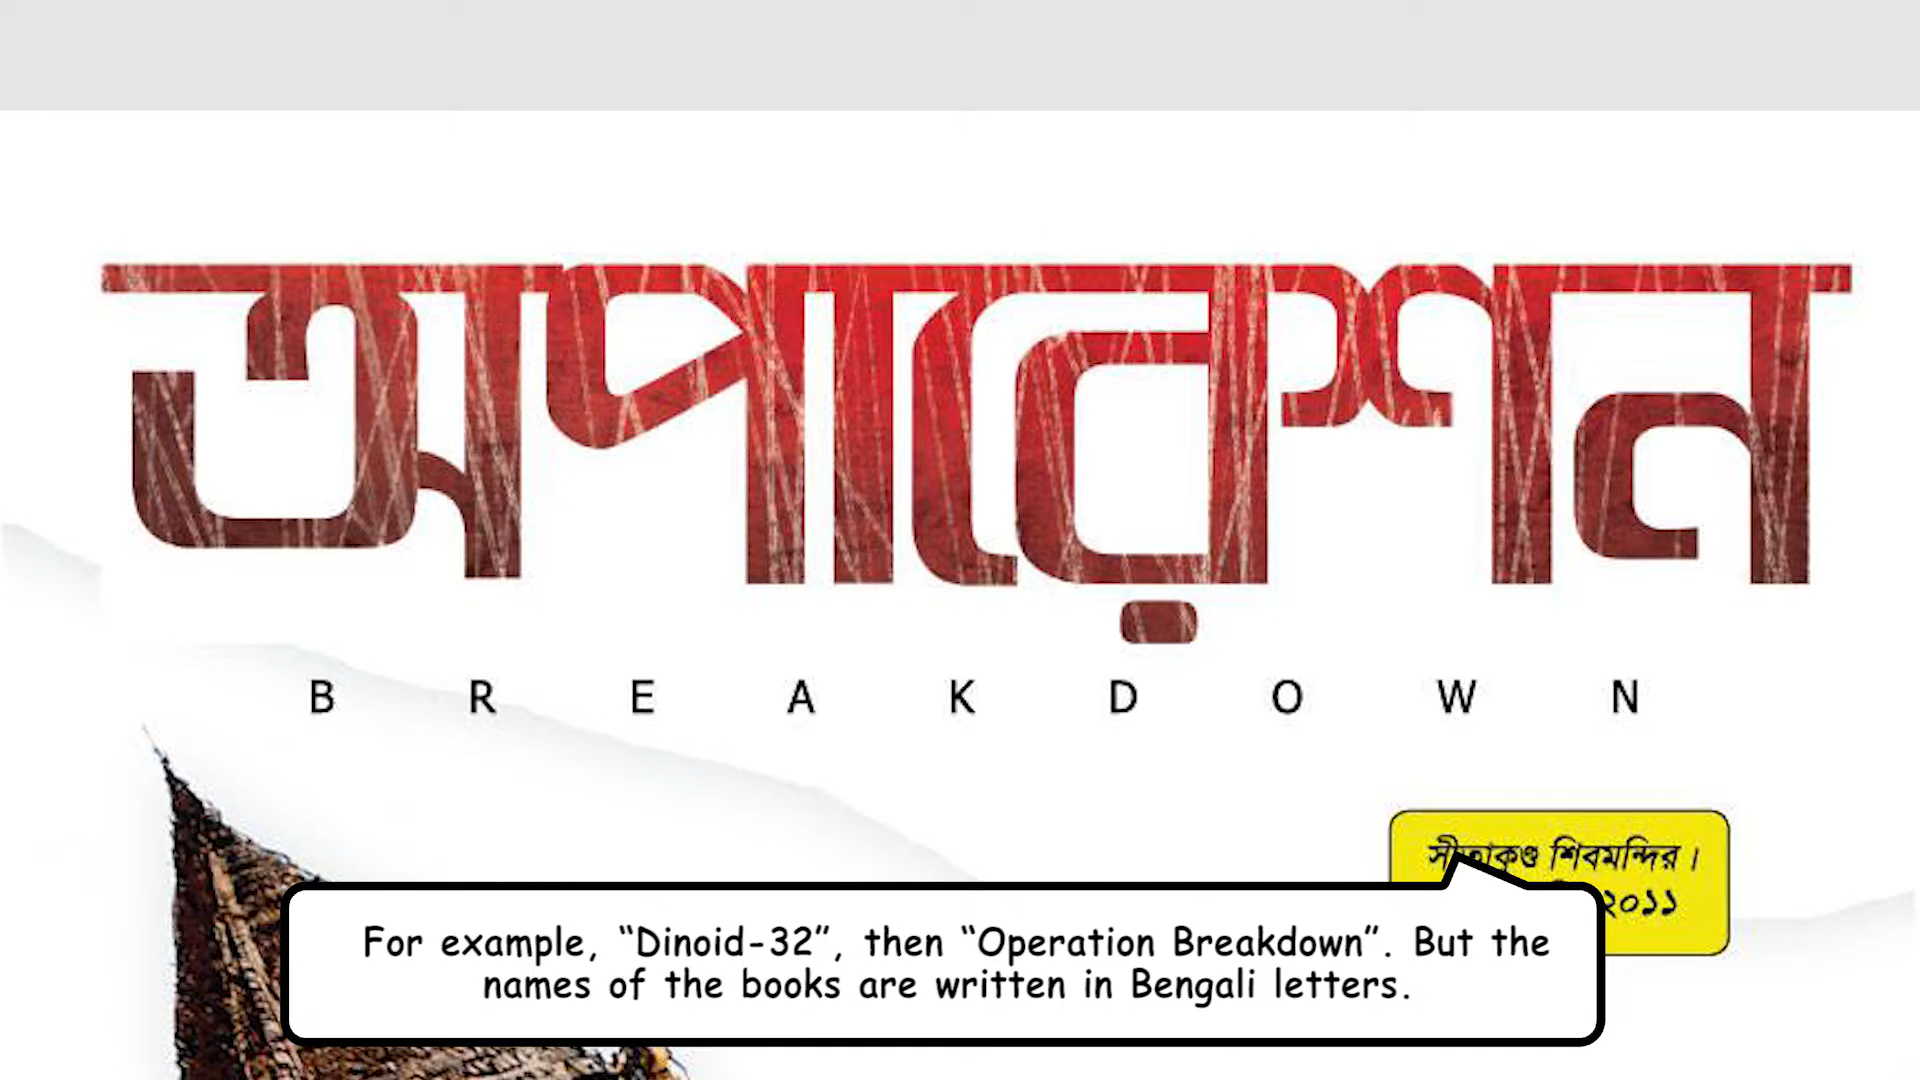 অপারেশন
B R E A K D O W N
সীতাকুণ্ড শিবমন্দির।
২০১১
For example, “Dinoid-32”, then “Operation Breakdown”. But the
names of the books are written in Bengali letters.